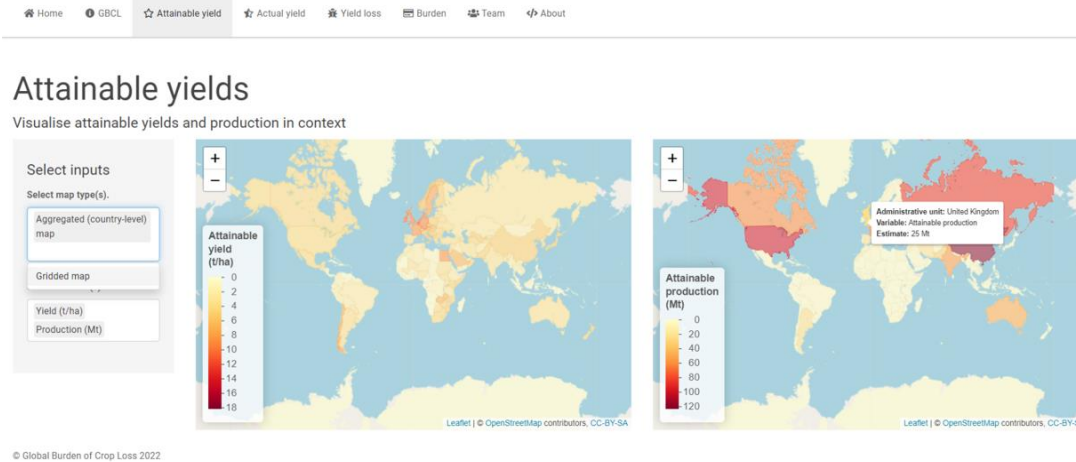 Home GBCL Attainable yield Actual yield Yield loss Burden Team About
Attainable yields
Visualise attainable yields and production in context
Select inputs
Select map type(s).
Aggregated (country-level)
map
Gridded map
Yield (t/ha)
Production (Mt)
+
−
Attainable
yield
(t/ha)
0
2
4
6
8
10
12
14
16
18
Leaflet | © OpenStreetMap contributors, CC-BY-SA
+
−
Administrative unit: United Kingdom
Variable: Attainable production
Estimate: 25 Mt
Attainable
production
(Mt)
0
20
40
60
80
100
120
Leaflet | © OpenStreetMap contributors, CC-BY-S
© Global Burden of Crop Loss 2022